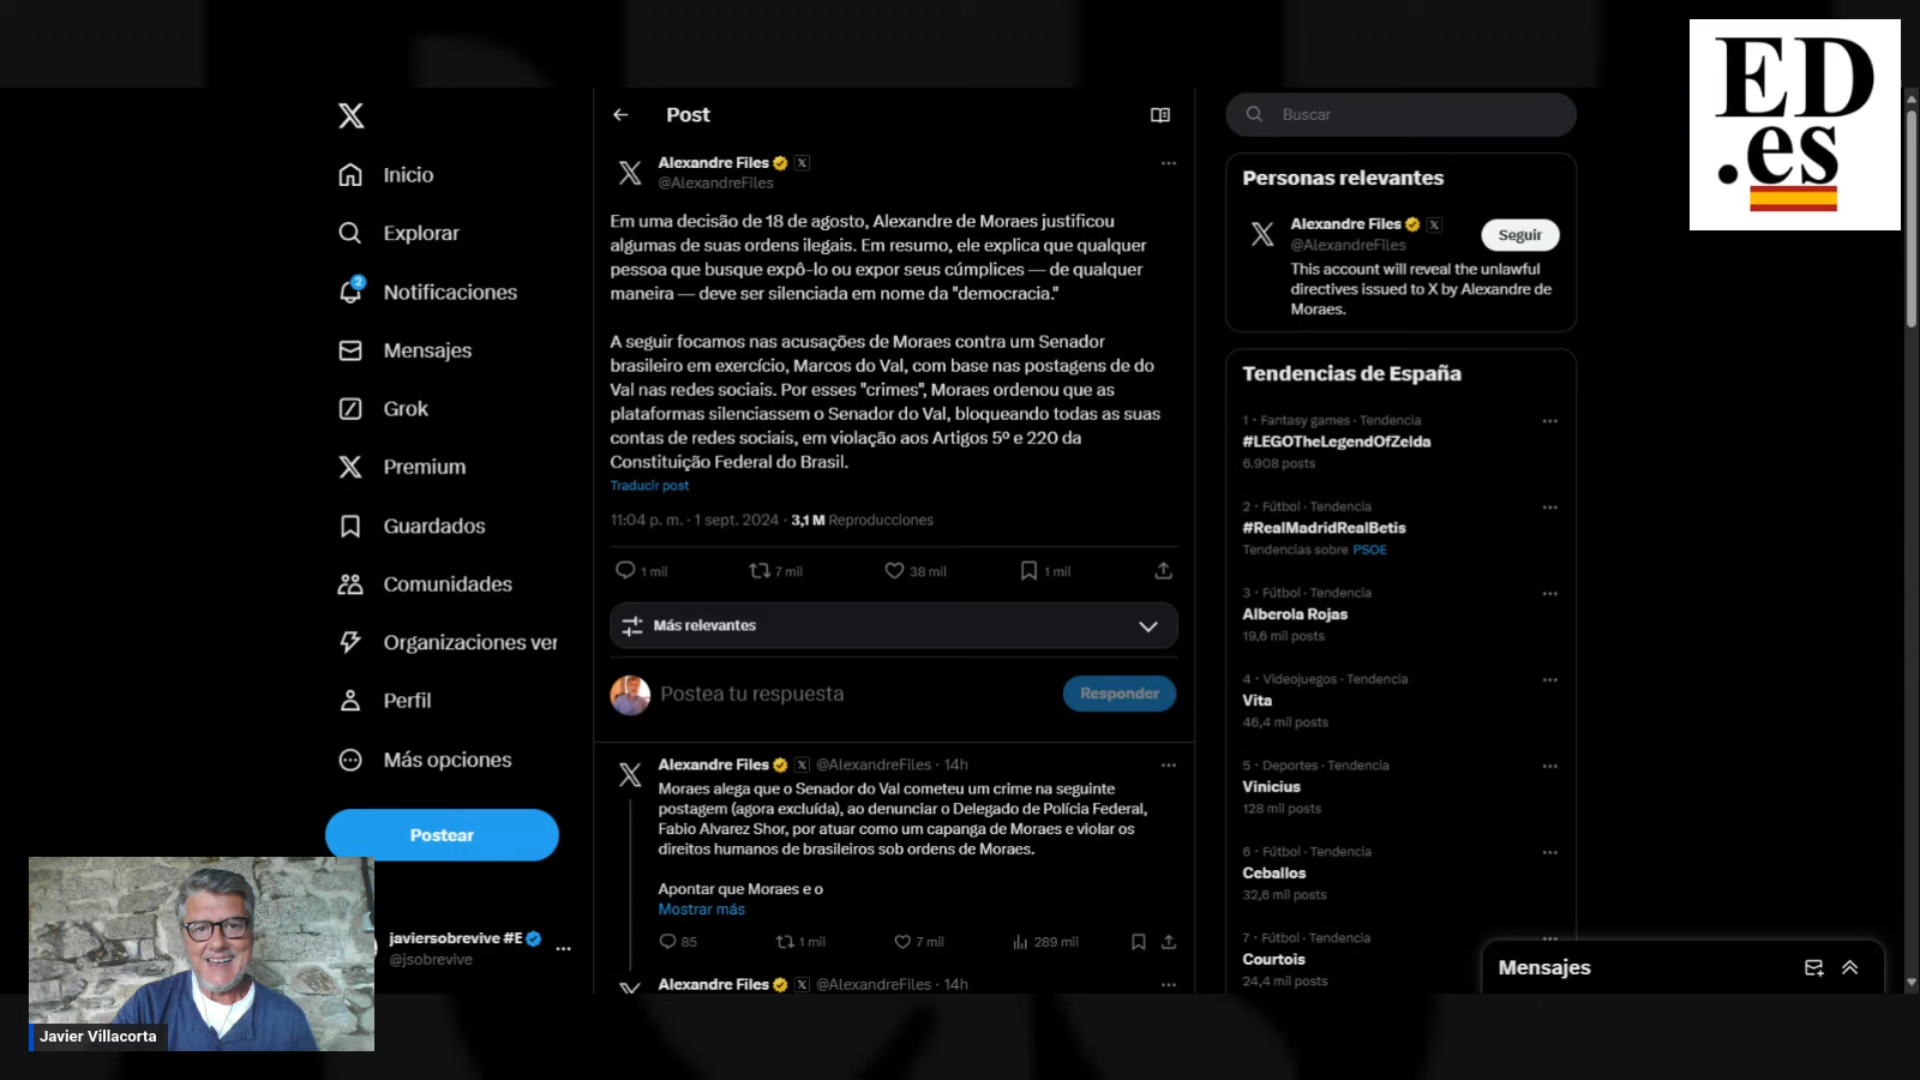 ED
.es
Inicio
Explorar
2
Notificaciones
Mensajes
Grok
Premium
Guardados
Comunidades
Organizaciones ver
Perfil
Más opciones
Postear
javiersobrevive #E
@jsobrevive
Javier Villacorta
Post
Alexandre Files
@AlexandreFiles
Em uma decisão de 18 de agosto, Alexandre de Moraes justificou
algumas de suas ordens ilegais. Em resumo, ele explica que qualquer
pessoa que busque expô-lo ou expor seus cúmplices — de qualquer
maneira — deve ser silenciada em nome da "democracia."
A seguir focamos nas acusações de Moraes contra um Senador
brasileiro em exercício, Marcos do Val, com base nas postagens de do
Val nas redes sociais. Por esses "crimes", Moraes ordenou que as
plataformas silenciassem o Senador do Val, bloqueando todas as suas
contas de redes sociais, em violação aos Artigos 5º e 220 da
Constituição Federal do Brasil.
Traducir post
11:04 p. m. · 1 sept. 2024 · 3,1 M Reproducciones
1 mil 7 mil 38 mil 1 mil
Más relevantes
Postea tu respuesta
Responder
Alexandre Files @AlexandreFiles · 14h
Moraes alega que o Senador do Val cometeu um crime na seguinte
postagem (agora excluída), ao denunciar o Delegado de Polícia Federal,
Fabio Alvarez Shor, por atuar como um capanga de Moraes e violar os
direitos humanos de brasileiros sob ordens de Moraes.
Apontar que Moraes e o
Mostrar más
85 1 mil 7 mil 289 mil
Alexandre Files @AlexandreFiles · 14h
Buscar
Personas relevantes
Alexandre Files
@AlexandreFiles
Seguir
This account will reveal the unlawful
directives issued to X by Alexandre de
Moraes.
Tendencias de España
1 · Fantasy games · Tendencia
#LEGOTheLegendOfZelda
6.908 posts
2 · Fútbol · Tendencia
#RealMadridRealBetis
Tendencias sobre PSOE
3 · Fútbol · Tendencia
Alberola Rojas
19,6 mil posts
4 · Videojuegos · Tendencia
Vita
46,4 mil posts
5 · Deportes · Tendencia
Vinicius
128 mil posts
6 · Fútbol · Tendencia
Ceballos
32,6 mil posts
7 · Fútbol · Tendencia
Courtois
24,4 mil posts
Mensajes